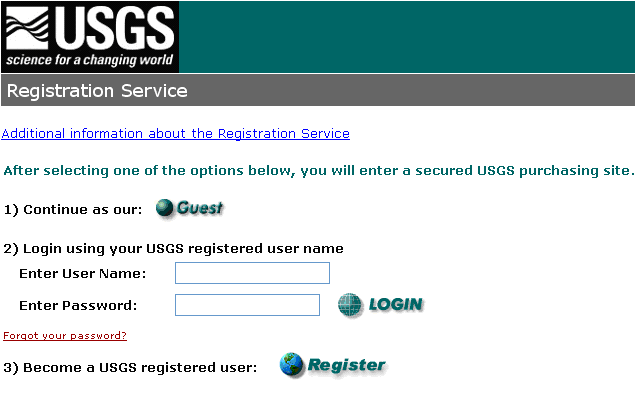 USGS
science for a changing world
Registration Service
Additional information about the Registration Service
After selecting one of the options below, you will enter a secured USGS purchasing site.
1) Continue as our: Guest
2) Login using your USGS registered user name
Enter User Name:
Enter Password: LOGIN
Forgot your password?
3) Become a USGS registered user: Register